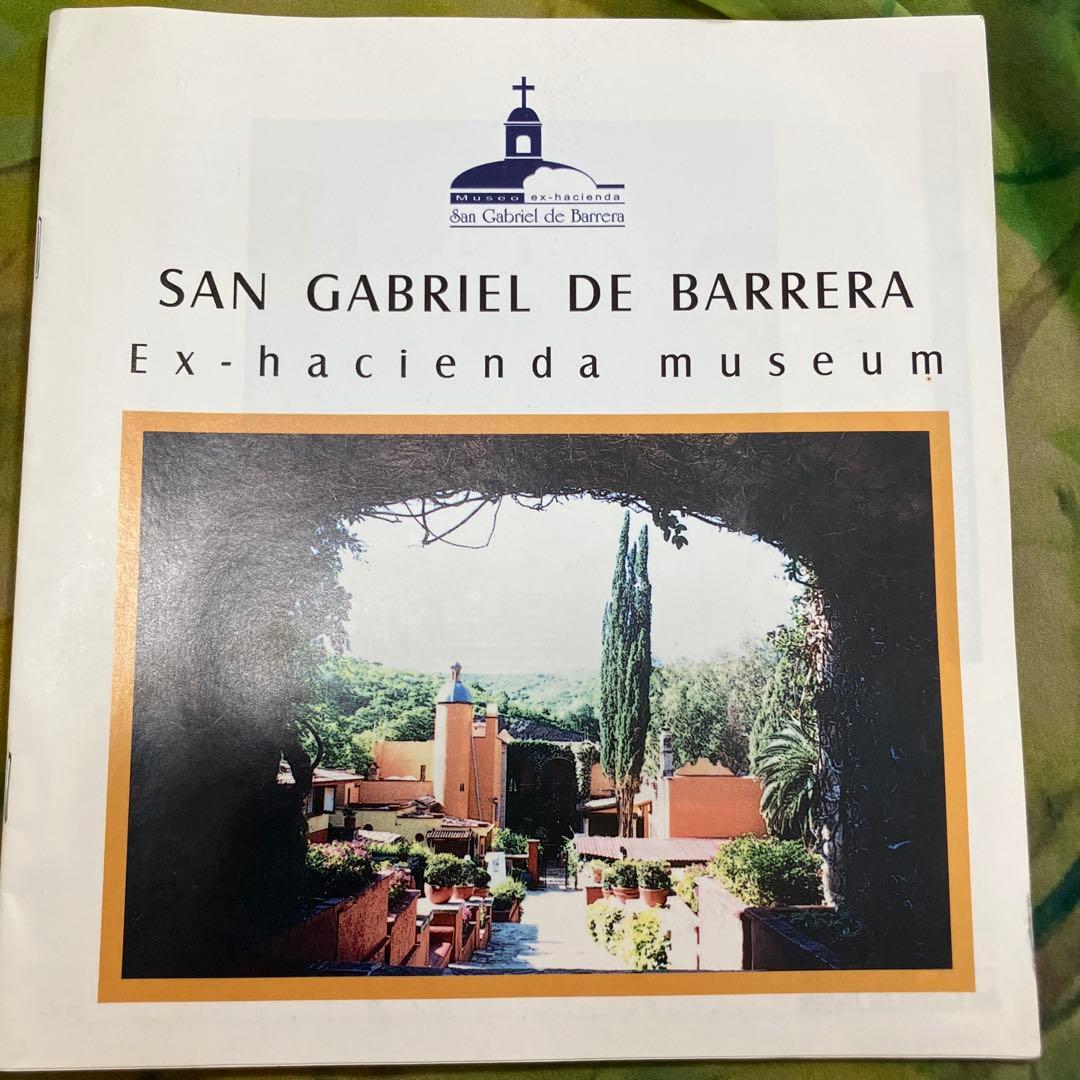 Museo ex-hacienda
San Gabriel de Barrera
SAN GABRIEL DE BARRERA
Ex-hacienda museum